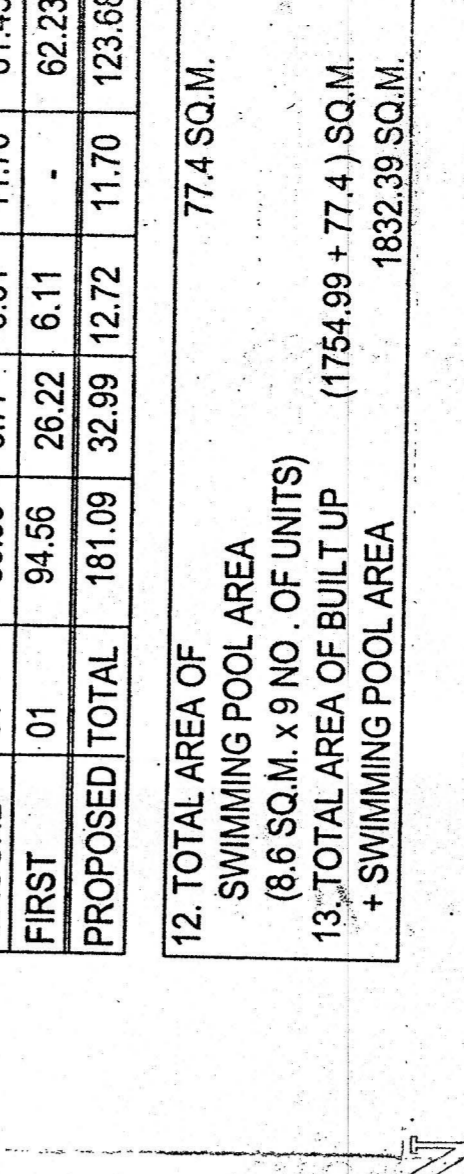 FIRST 01 94.56 26.22 6.11 - 62.23
PROPOSED TOTAL 181.09 32.99 12.72 11.70 123.68
12. TOTAL AREA OF 77.4 SQ.M.
SWIMMING POOL AREA
(8.6 SQ.M. x 9 NO . OF UNITS)
13. TOTAL AREA OF BUILT UP (1754.99 + 77.4 ) SQ.M.
+ SWIMMING POOL AREA 1832.39 SQ.M.